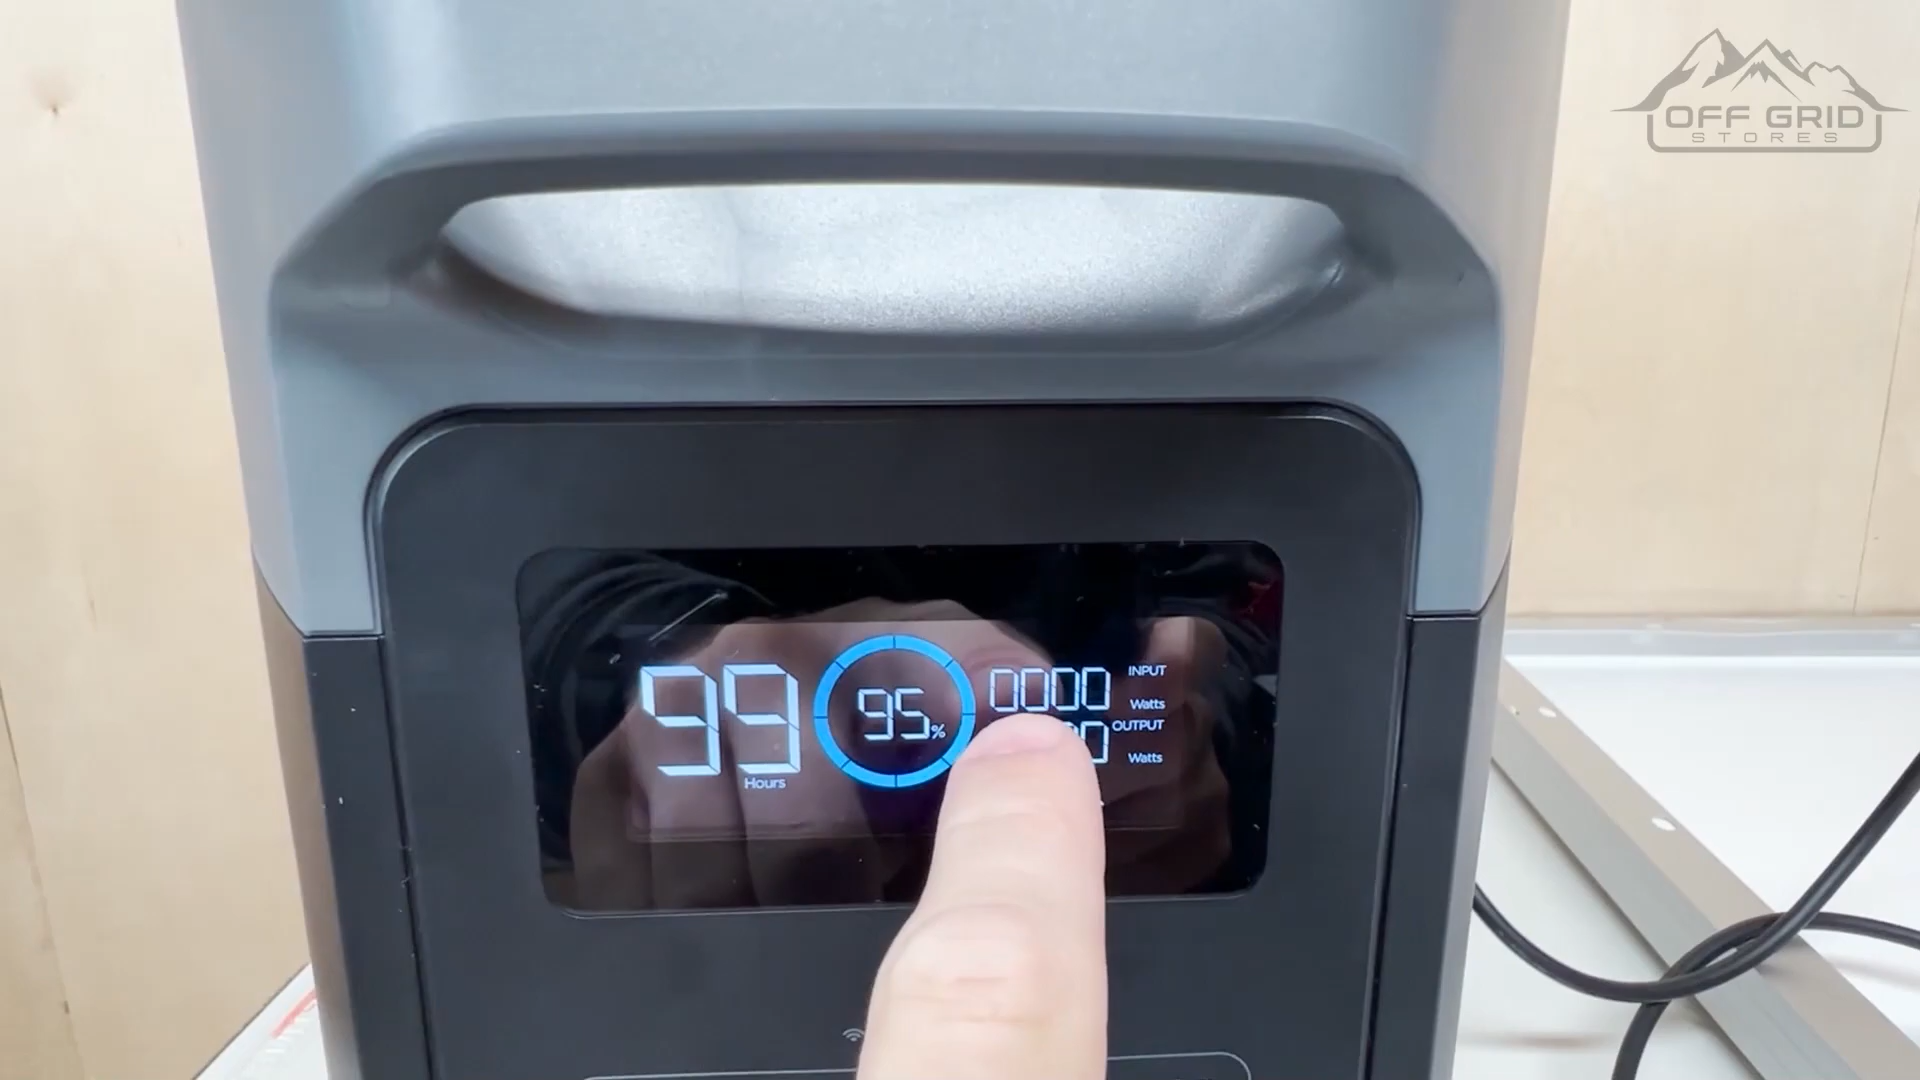 OFF GRID
STORES
99
Hours
95%
0000
INPUT
Watts
OUTPUT
Watts